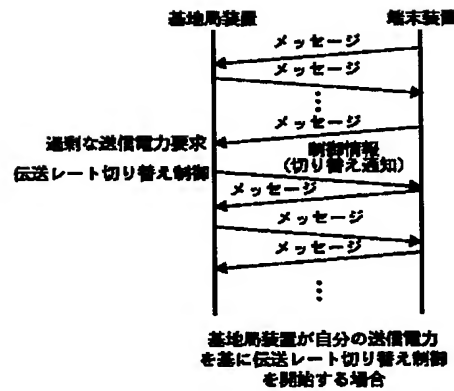 基地局装置 端末装置
メッセージ
メッセージ
メッセージ
過剰な送信電力要求
制御情報
(切り替え通知)
伝送レート切り替え制御
メッセージ
メッセージ
メッセージ
基地局装置が自分の送信電力
を基に伝送レート切り替え制御
を開始する場合